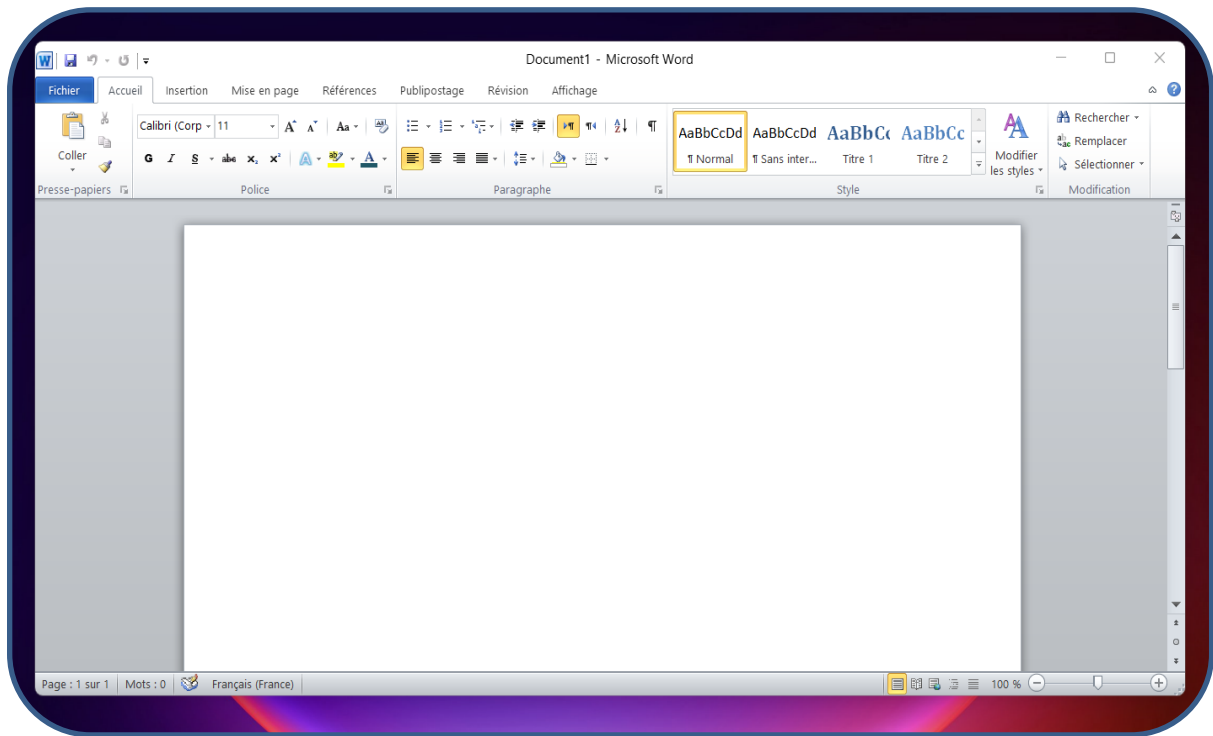 Document1 - Microsoft Word
Fichier Accueil Insertion Mise en page Références Publipostage Révision Affichage
Calibri (Corp 11 Aa
Coller
G I S abc x₂ x² A ab A
AaBbCcDd AaBbCcDd AaBbCc AaBbCc
¶ Normal ¶ Sans inter... Titre 1 Titre 2
Modifier
les styles
Rechercher
Remplacer
Sélectionner
Presse-papiers Police Paragraphe Style Modification
Page : 1 sur 1 Mots : 0 Français (France) 100 %